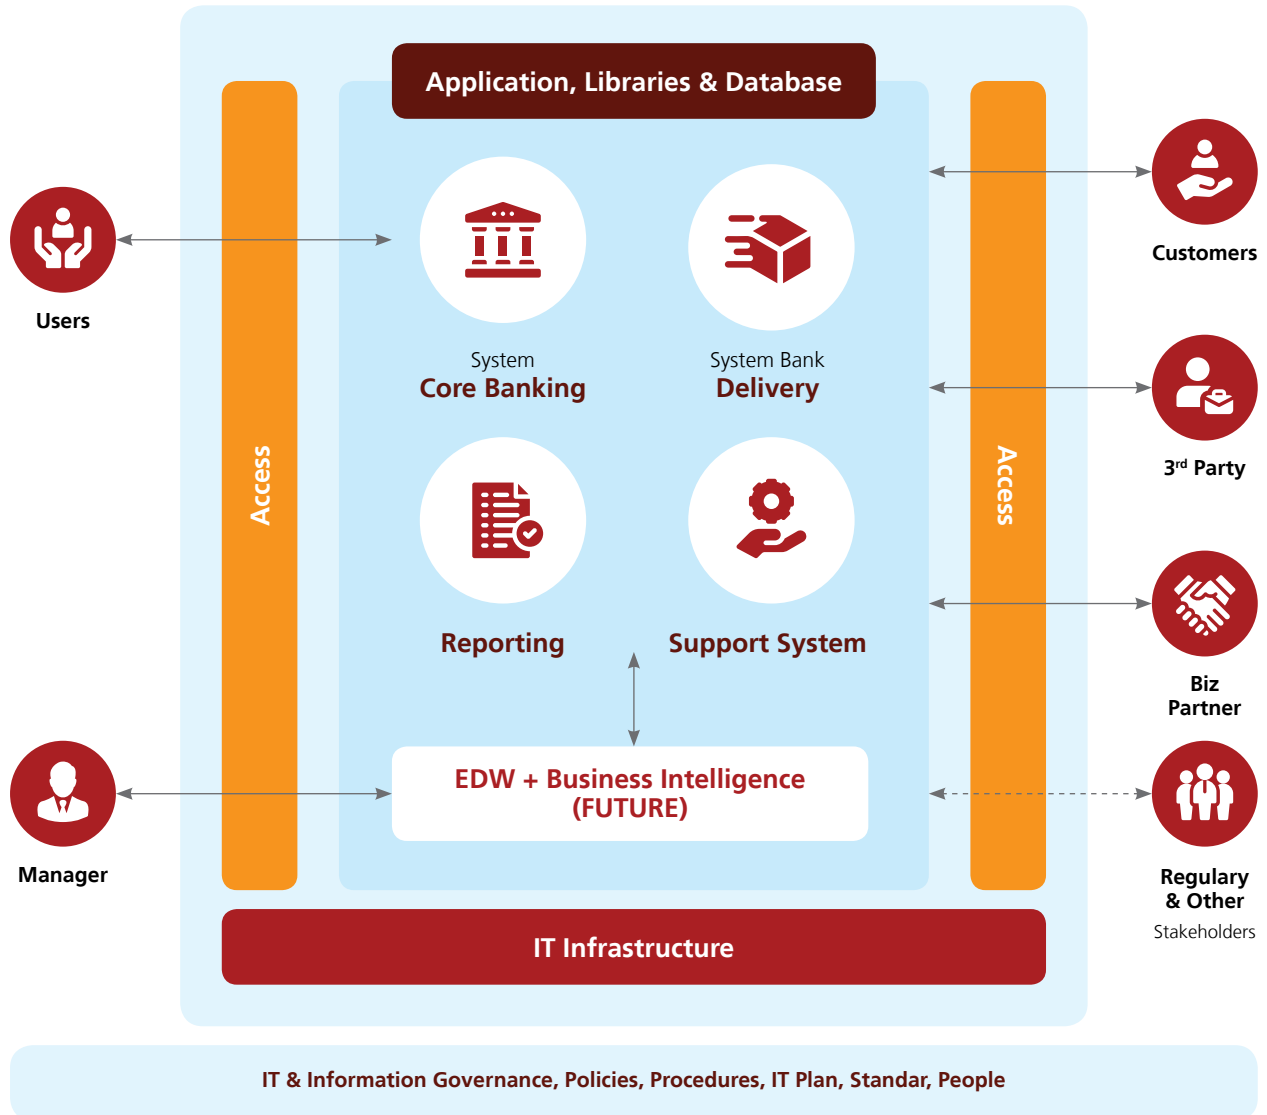 Application, Libraries & Database
Users
Access
System
Core Banking
System Bank
Delivery
Reporting
Support System
EDW + Business Intelligence
(FUTURE)
Manager
Access
Customers
3rd Party
Biz
Partner
Regulary
& Other
Stakeholders
IT Infrastructure
IT & Information Governance, Policies, Procedures, IT Plan, Standar, People